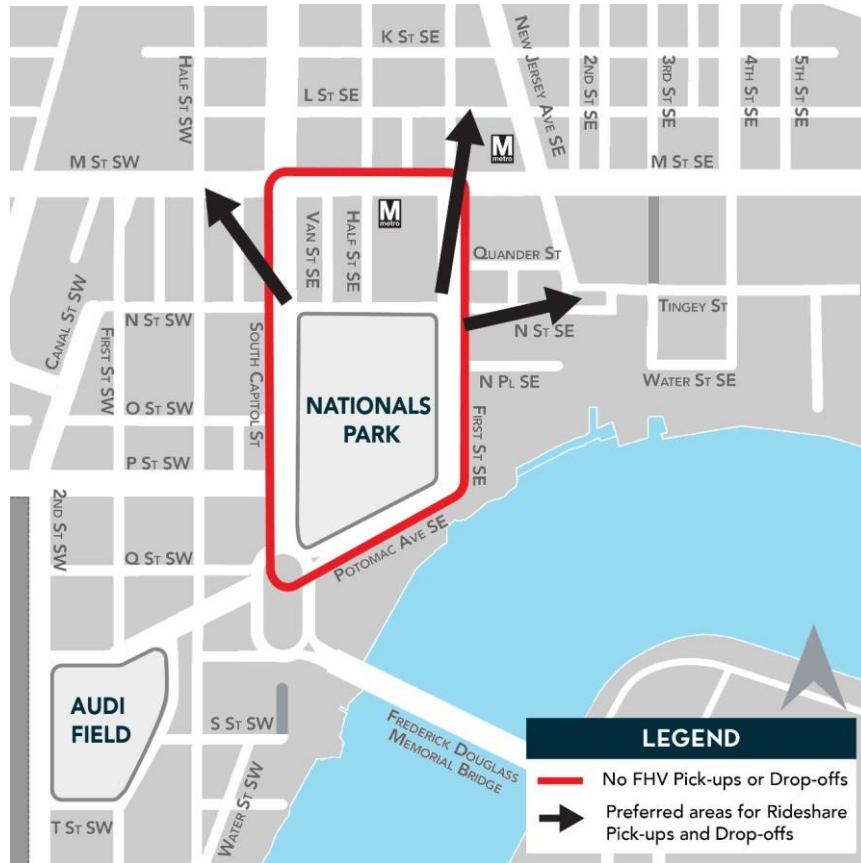 K St SE
L St SE
Half St SW
New Jersey Ave SE
2nd St SE
3rd St SE
4th St SE
5th St SE
M St SW
M
metro
M St SE
M
metro
Van St SE
Half St SE
Quander St
Canal St SW
First St SW
N St SW
South Capitol St
N St SE
Tingey St
NATIONALS
PARK
N Pl SE
Water St SE
O St SW
First St SE
P St SW
2nd St SW
Q St SW
Potomac Ave SE
AUDI
FIELD
S St SW
Water St SW
T St SW
Frederick Douglass
Memorial Bridge
LEGEND
No FHV Pick-ups or Drop-offs
Preferred areas for Rideshare
Pick-ups and Drop-offs